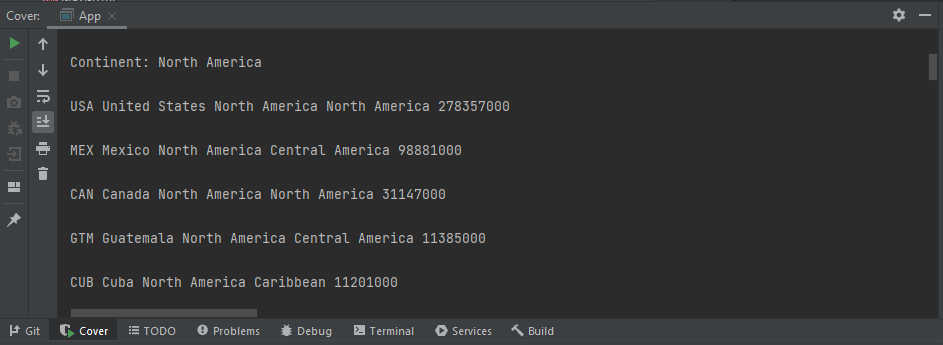 Cover: App
Continent: North America
USA United States North America North America 278357000
MEX Mexico North America Central America 98881000
CAN Canada North America North America 31147000
GTM Guatemala North America Central America 11385000
CUB Cuba North America Caribbean 11201000
Git Cover TODO Problems Debug Terminal Services Build